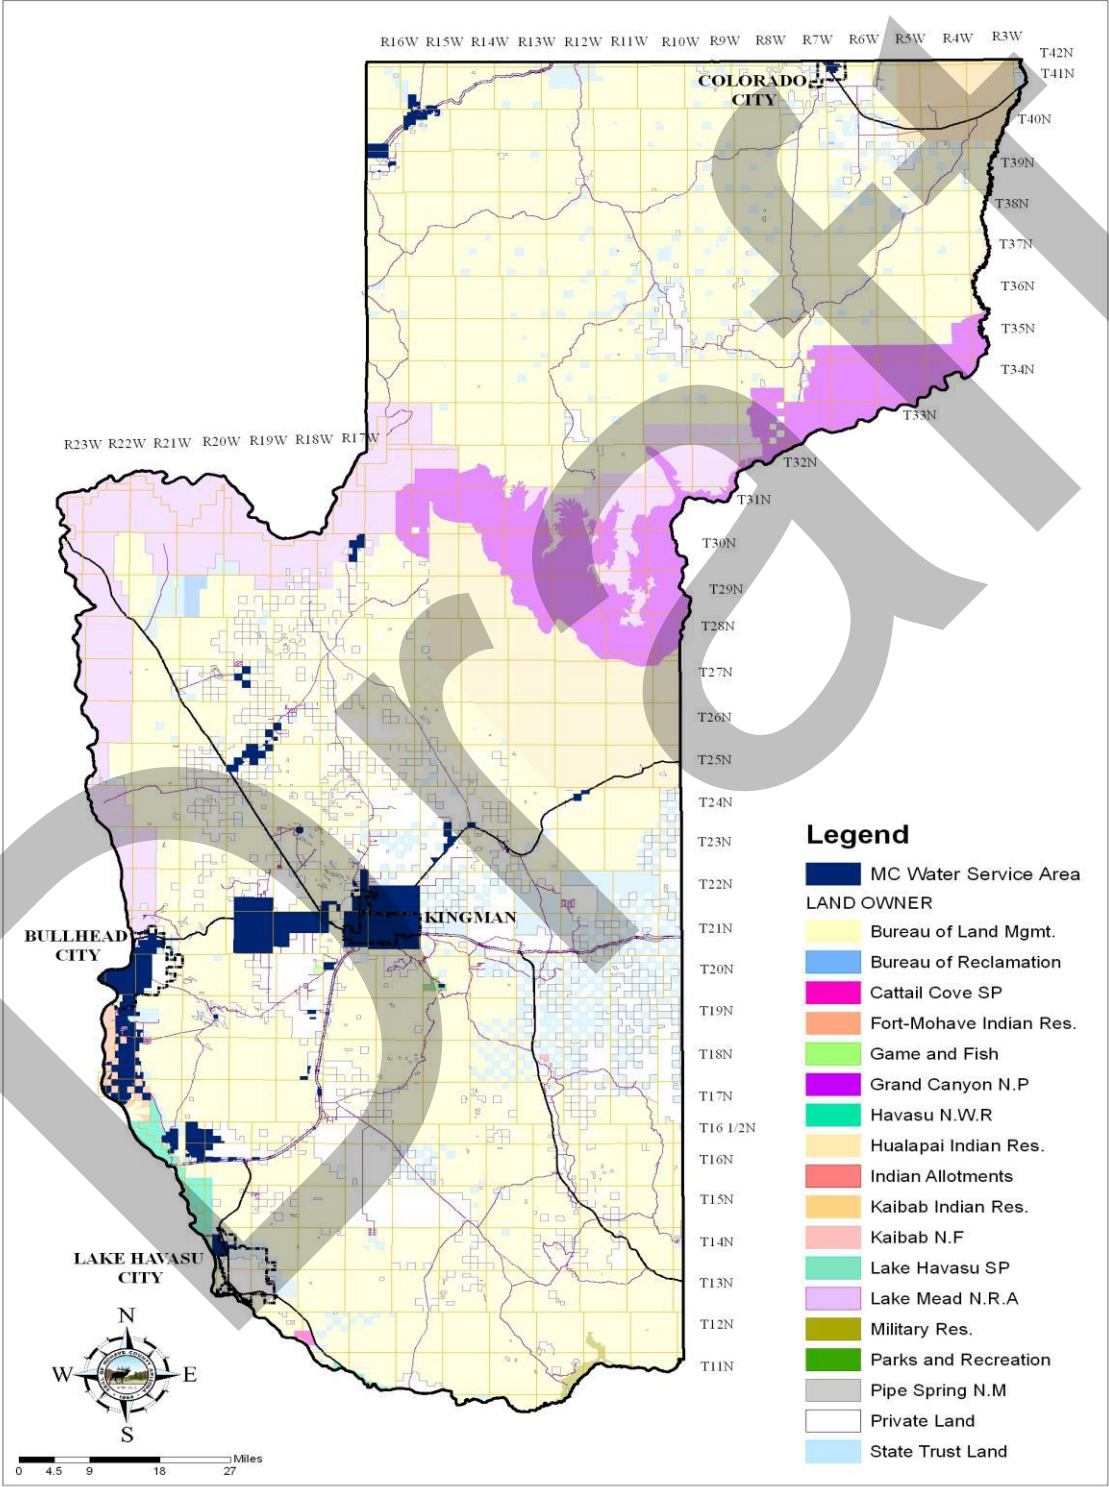 R16W R15W R14W R13W R12W R11W R10W R9W R8W R7W R6W R5W R4W R3W
T42N
T41N
COLORADO
CITY
T40N
T39N
T38N
T37N
T36N
T35N
T34N
T33N
R23W R22W R21W R20W R19W R18W R17W
T32N
T31N
T30N
T29N
T28N
T27N
T26N
T25N
T24N
T23N
T22N
KINGMAN
T21N
BULLHEAD
CITY
T20N
T19N
T18N
T17N
T16 1/2N
T16N
T15N
T14N
LAKE HAVASU
CITY
T13N
T12N
T11N
Legend
MC Water Service Area
LAND OWNER
Bureau of Land Mgmt.
Bureau of Reclamation
Cattail Cove SP
Fort-Mohave Indian Res.
Game and Fish
Grand Canyon N.P
Havasu N.W.R
Hualapai Indian Res.
Indian Allotments
Kaibab Indian Res.
Kaibab N.F
Lake Havasu SP
Lake Mead N.R.A
Military Res.
Parks and Recreation
Pipe Spring N.M
Private Land
State Trust Land
N
W E
S
Miles
0 4.5 9 18 27
Draft